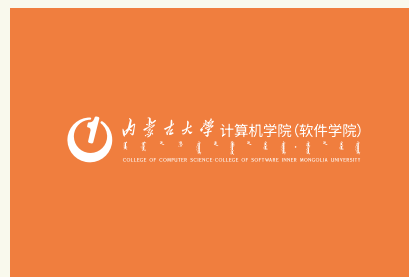 内蒙古大学 计算机学院(软件学院)
COLLEGE OF COMPUTER SCIENCE·COLLEGE OF SOFTWARE INNER MONGOLIA UNIVERSITY